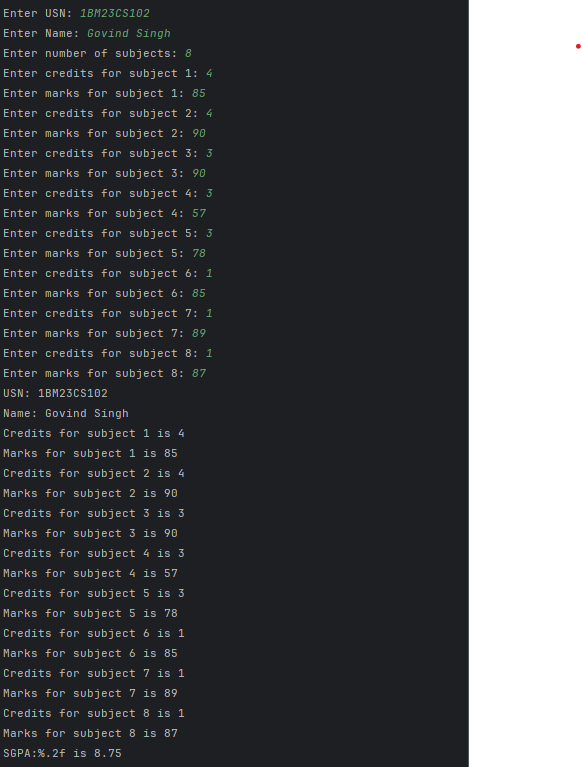 Enter USN: 1BM23CS102
Enter Name: Govind Singh
Enter number of subjects: 8
Enter credits for subject 1: 4
Enter marks for subject 1: 85
Enter credits for subject 2: 4
Enter marks for subject 2: 90
Enter credits for subject 3: 3
Enter marks for subject 3: 90
Enter credits for subject 4: 3
Enter marks for subject 4: 57
Enter credits for subject 5: 3
Enter marks for subject 5: 78
Enter credits for subject 6: 1
Enter marks for subject 6: 85
Enter credits for subject 7: 1
Enter marks for subject 7: 89
Enter credits for subject 8: 1
Enter marks for subject 8: 87
USN: 1BM23CS102
Name: Govind Singh
Credits for subject 1 is 4
Marks for subject 1 is 85
Credits for subject 2 is 4
Marks for subject 2 is 90
Credits for subject 3 is 3
Marks for subject 3 is 90
Credits for subject 4 is 3
Marks for subject 4 is 57
Credits for subject 5 is 3
Marks for subject 5 is 78
Credits for subject 6 is 1
Marks for subject 6 is 85
Credits for subject 7 is 1
Marks for subject 7 is 89
Credits for subject 8 is 1
Marks for subject 8 is 87
SGPA:%.2f is 8.75